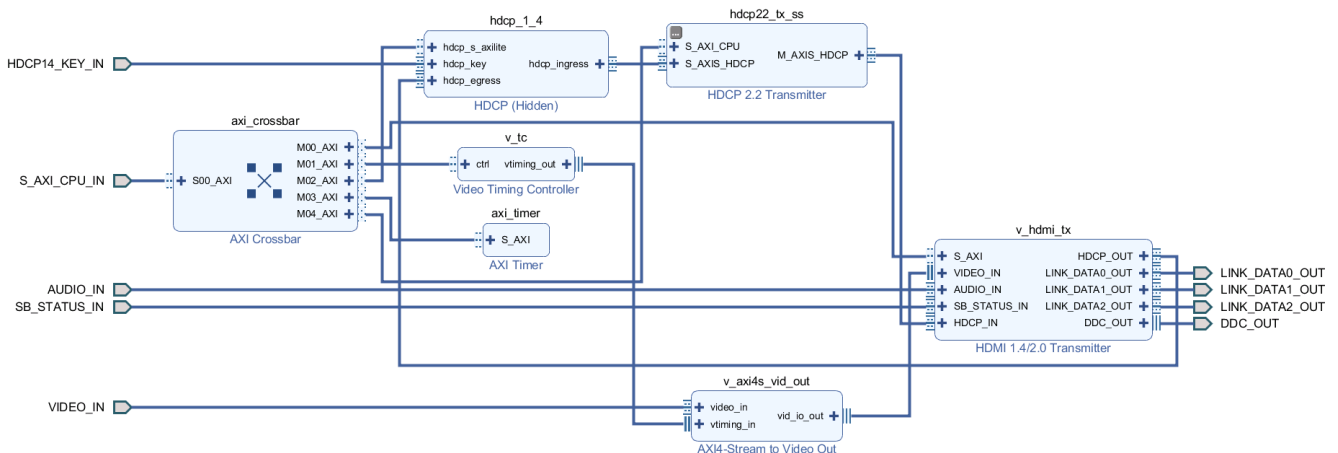 hdcp_1_4
hdcp_s_axilite
hdcp_key
hdcp_egress
hdcp_ingress
HDCP (Hidden)
hdcp22_tx_ss
...
S_AXI_CPU
S_AXIS_HDCP
M_AXIS_HDCP
HDCP 2.2 Transmitter
HDCP14_KEY_IN
axi_crossbar
S00_AXI
M00_AXI
M01_AXI
M02_AXI
M03_AXI
M04_AXI
AXI Crossbar
S_AXI_CPU_IN
v_tc
ctrl
vtiming_out
Video Timing Controller
axi_timer
S_AXI
AXI Timer
AUDIO_IN
SB_STATUS_IN
v_hdmi_tx
S_AXI
VIDEO_IN
AUDIO_IN
SB_STATUS_IN
HDCP_IN
HDCP_OUT
LINK_DATA0_OUT
LINK_DATA1_OUT
LINK_DATA2_OUT
DDC_OUT
HDMI 1.4/2.0 Transmitter
LINK_DATA0_OUT
LINK_DATA1_OUT
LINK_DATA2_OUT
DDC_OUT
VIDEO_IN
v_axi4s_vid_out
video_in
vtiming_in
vid_io_out
AXI4-Stream to Video Out